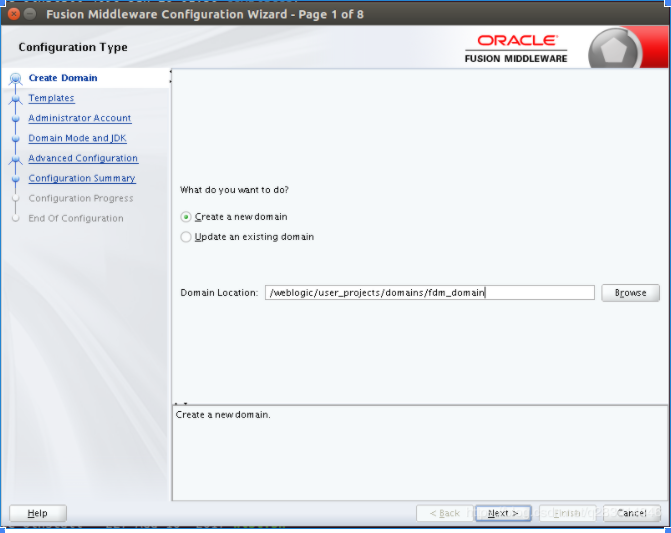 Fusion Middleware Configuration Wizard - Page 1 of 8
Configuration Type
ORACLE
FUSION MIDDLEWARE
Create Domain
Templates
Administrator Account
Domain Mode and JDK
Advanced Configuration
Configuration Summary
Configuration Progress
End Of Configuration
What do you want to do?
Create a new domain
Update an existing domain
Domain Location: /weblogic/user_projects/domains/fdm_domain Browse
Create a new domain.
Help < Back Next > Finish Cancel